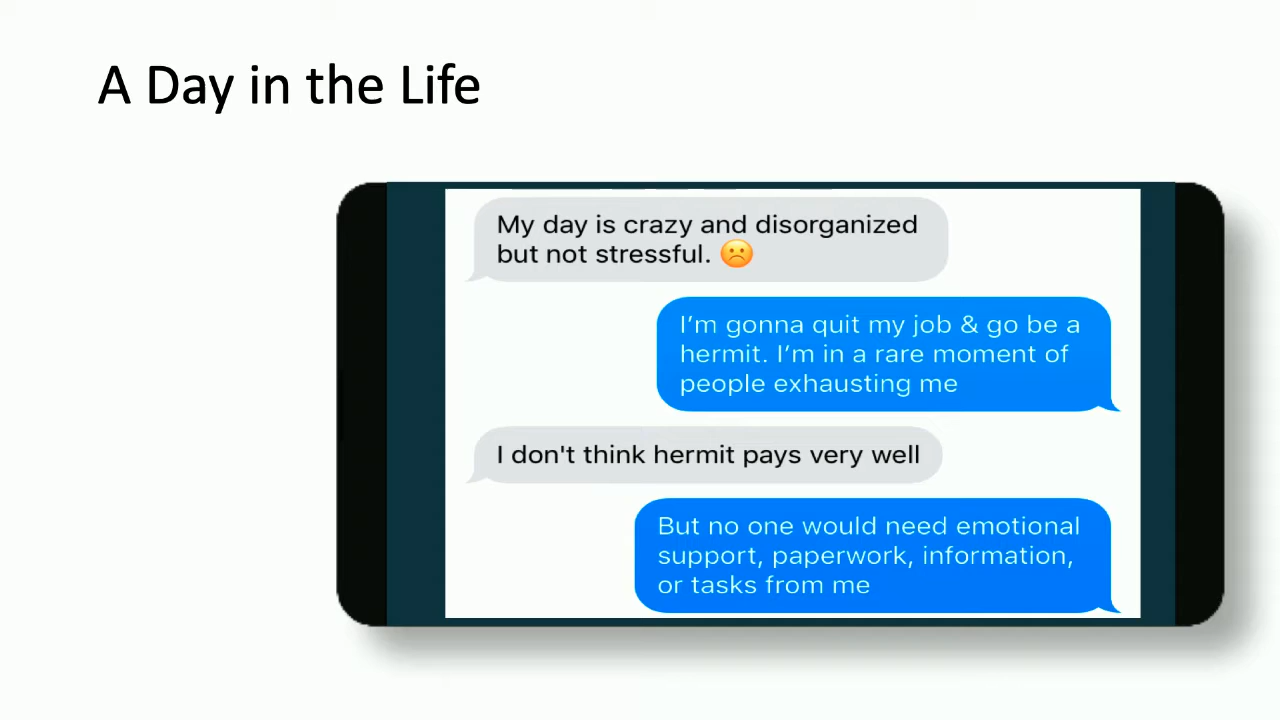 A Day in the Life
My day is crazy and disorganized
but not stressful. 🙁
I’m gonna quit my job & go be a
hermit. I’m in a rare moment of
people exhausting me
I don't think hermit pays very well
But no one would need emotional
support, paperwork, information,
or tasks from me